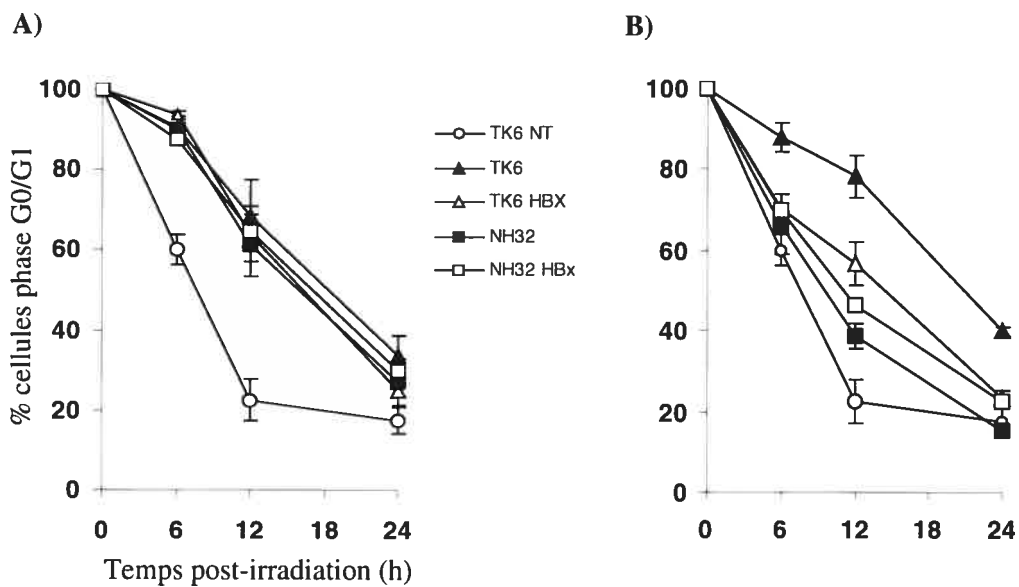 A)
B)
% cellules phase G0/G1
100
80
60
40
20
0
0 6 12 18 24
Temps post-irradiation (h)
TK6 NT
TK6
TK6 HBX
NH32
NH32 HBx
100
80
60
40
20
0
0 6 12 18 24